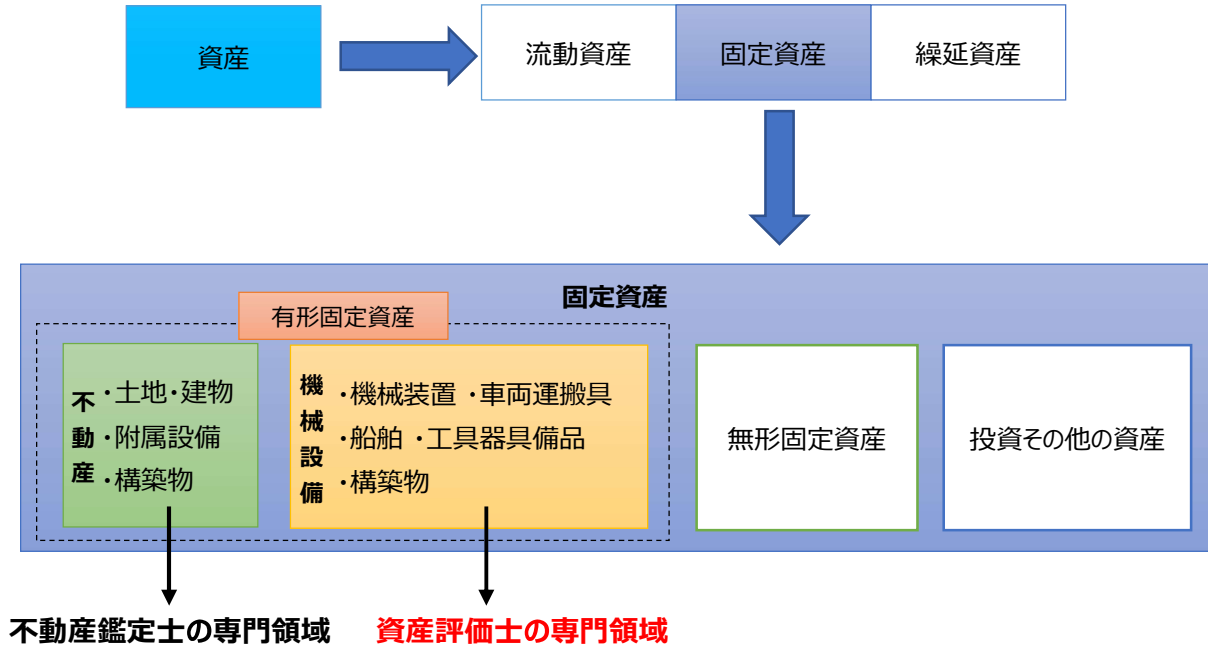 資産
流動資産
固定資産
繰延資産
固定資産
有形固定資産
不動産
・土地・建物
・附属設備
・構築物
機械設備
・機械装置 ・車両運搬具
・船舶 ・工具器具備品
・構築物
無形固定資産
投資その他の資産
不動産鑑定士の専門領域
資産評価士の専門領域